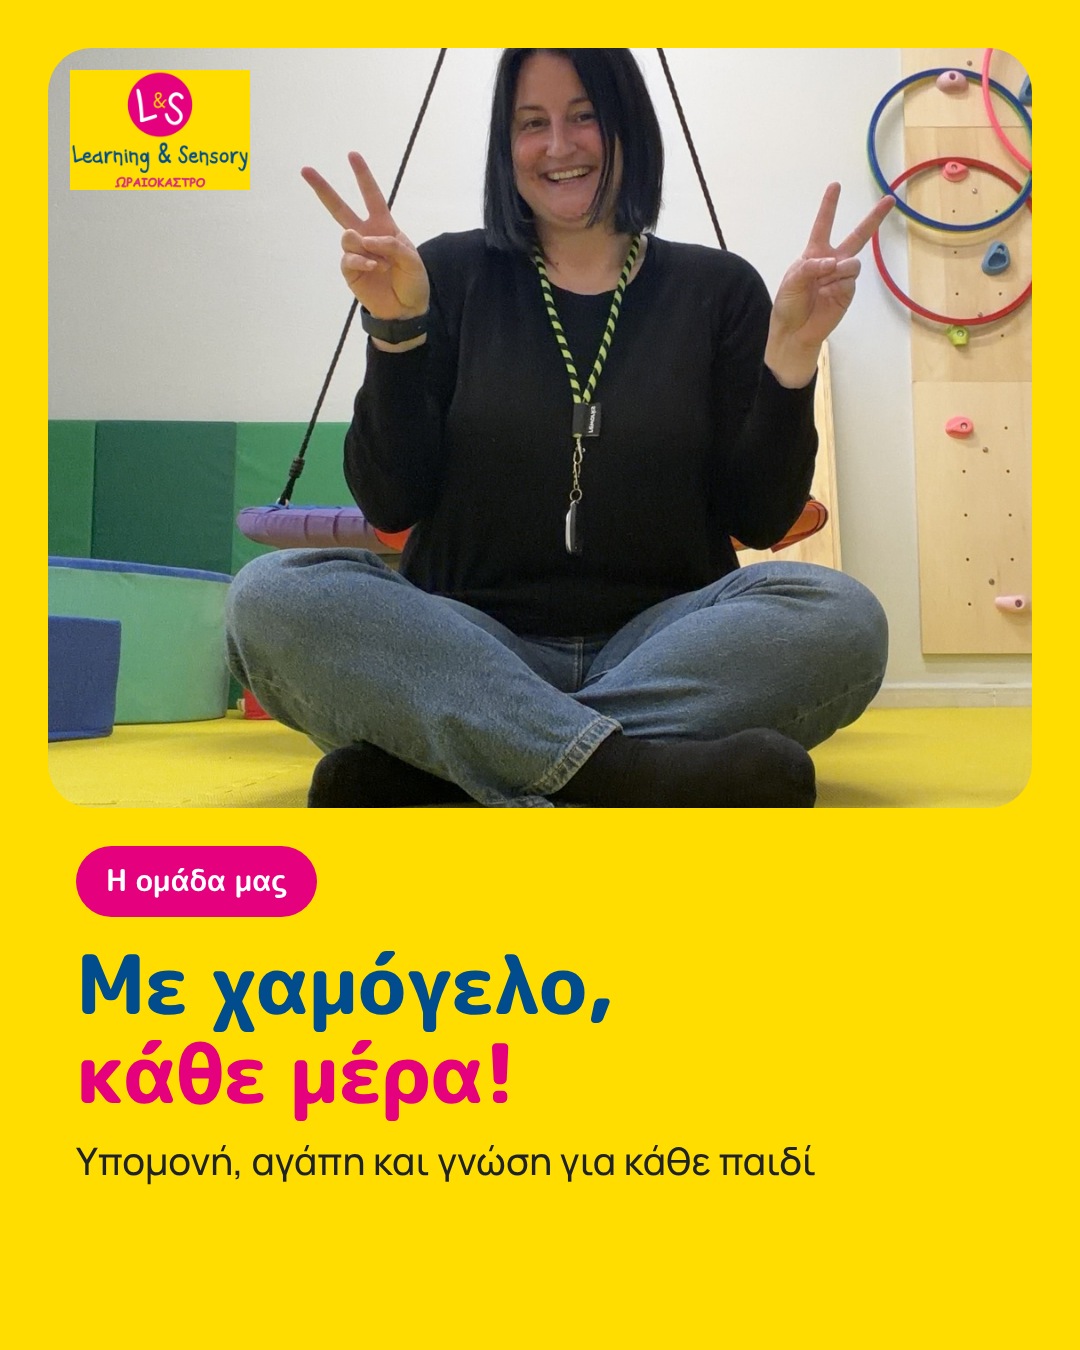 L&S
Learning & Sensory
ΩΡΑΙΟΚΑΣΤΡΟ
Η ομάδα μας
Με χαμόγελο,
κάθε μέρα!
Υπομονή, αγάπη και γνώση για κάθε παιδί